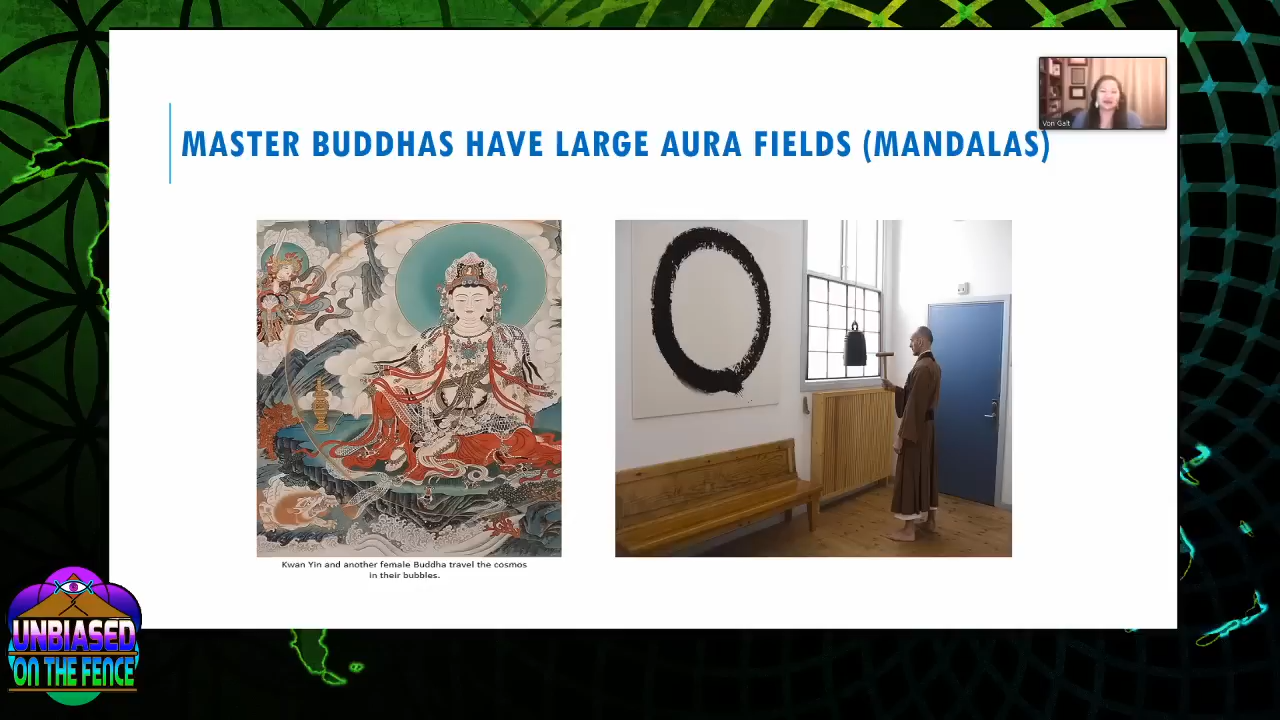 Von Galt
MASTER BUDDHAS HAVE LARGE AURA FIELDS (MANDALAS)
Kwan Yin and another female Buddha travel the cosmos
in their bubbles.
UNBIASED
ON THE FENCE